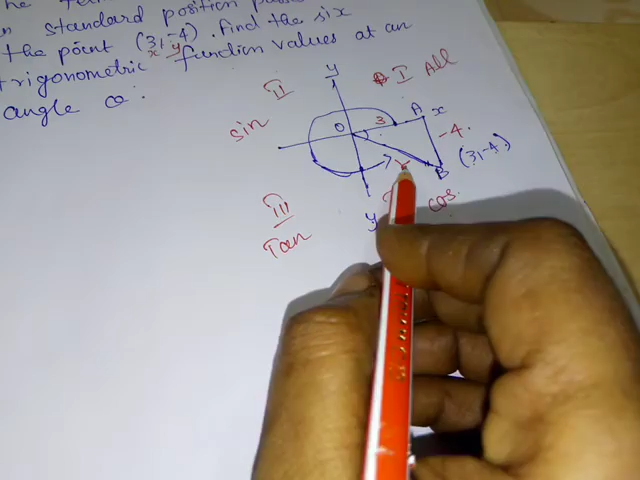 in standard position
the point (3,-4). Find the six
x y
trigonometric function values at an
angle
y
II
I All
sin
A
x
3
O
-4.
(3,-4)
B
r
III
cos.
Tan
y